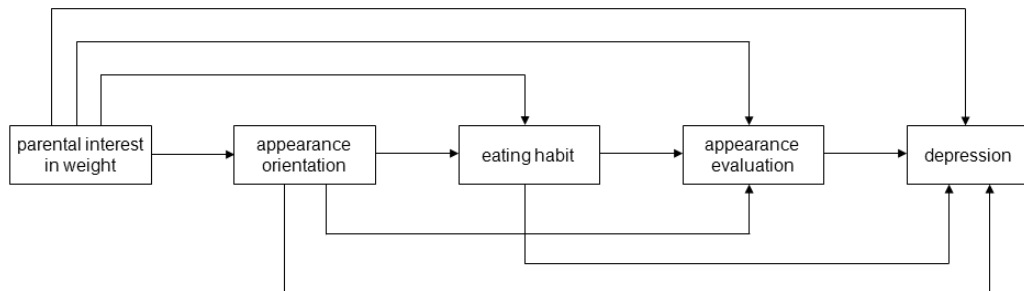 parental interest
in weight
appearance
orientation
eating habit
appearance
evaluation
depression